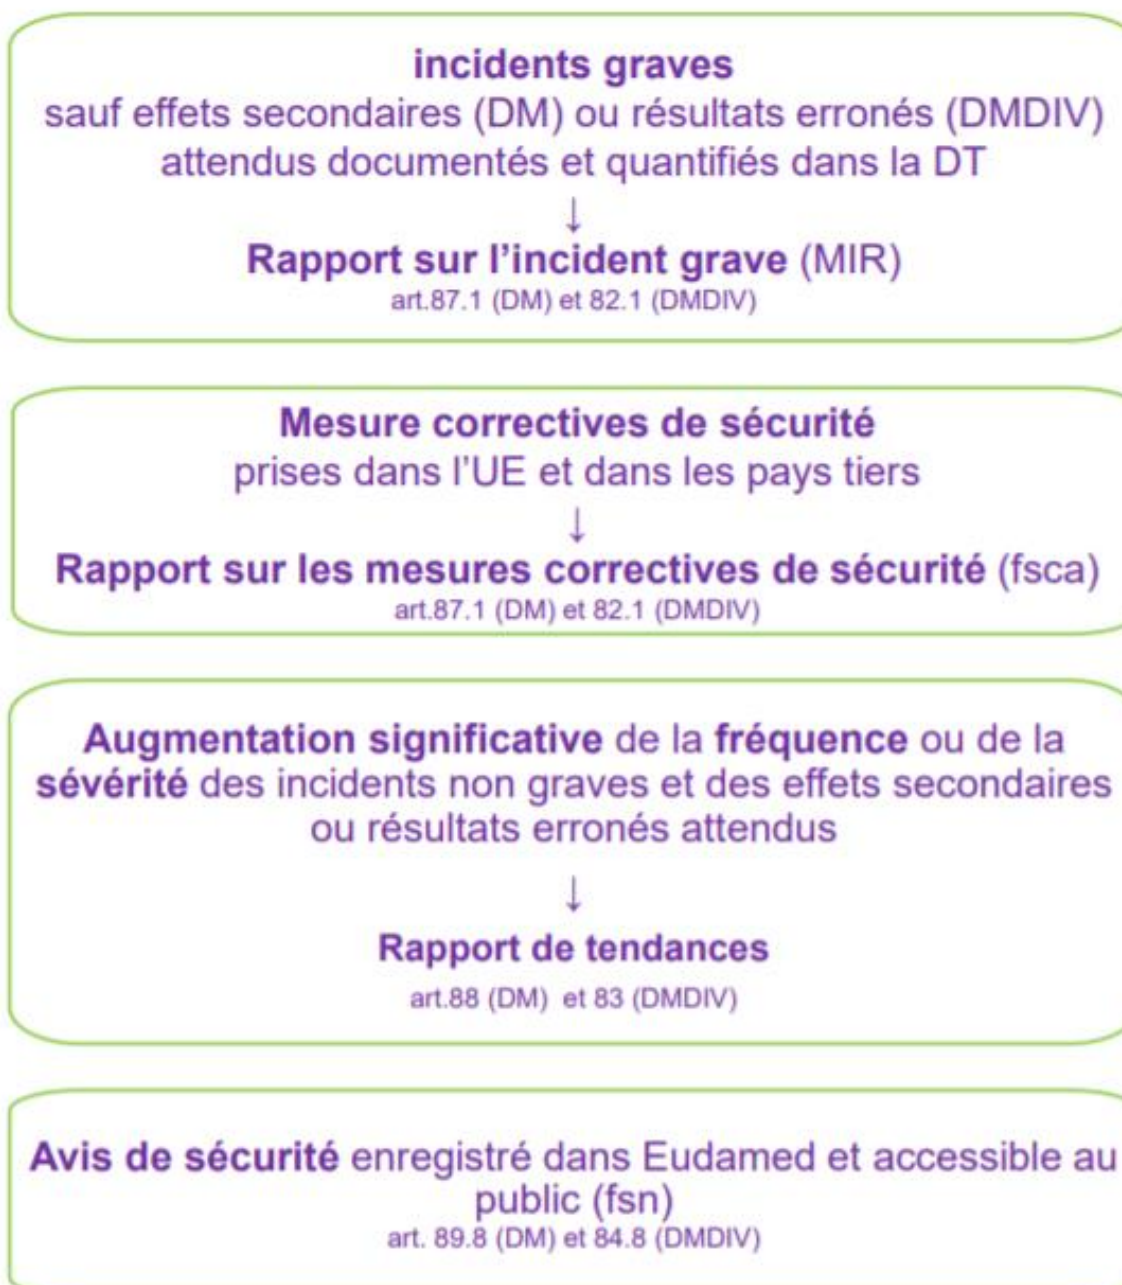 incidents graves
sauf effets secondaires (DM) ou résultats erronés (DMDIV)
attendus documentés et quantifiés dans la DT
↓
Rapport sur l'incident grave (MIR)
art.87.1 (DM) et 82.1 (DMDIV)
Mesure correctives de sécurité
prises dans l'UE et dans les pays tiers
↓
Rapport sur les mesures correctives de sécurité (fsca)
art.87.1 (DM) et 82.1 (DMDIV)
Augmentation significative de la fréquence ou de la
sévérité des incidents non graves et des effets secondaires
ou résultats erronés attendus
↓
Rapport de tendances
art.88 (DM) et 83 (DMDIV)
Avis de sécurité enregistré dans Eudamed et accessible au
public (fsn)
art. 89.8 (DM) et 84.8 (DMDIV)